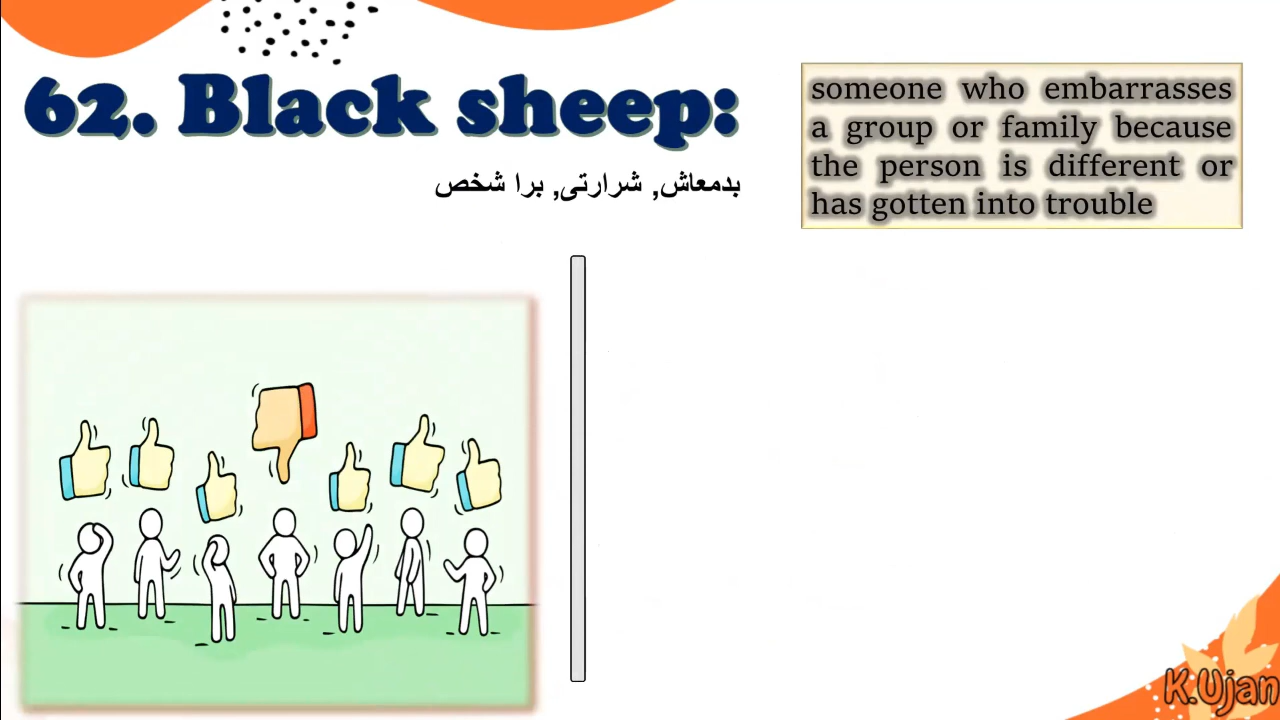 62. Black sheep:
بدمعاش, شرارتی, برا شخص
someone who embarrasses
a group or family because
the person is different or
has gotten into trouble
K.Ujan